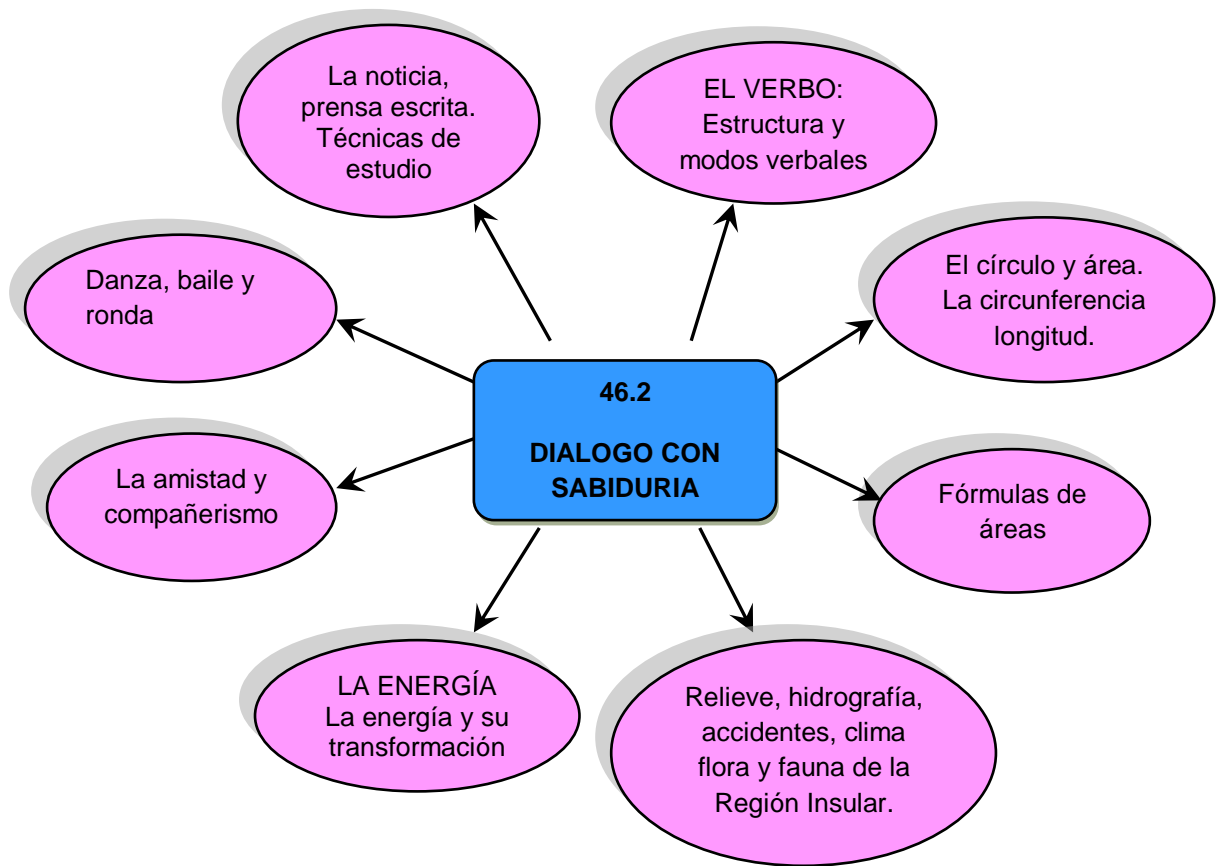 La noticia,
prensa escrita.
Técnicas de
estudio
EL VERBO:
Estructura y
modos verbales
Danza, baile y
ronda
El círculo y área.
La circunferencia
longitud.
46.2
DIALOGO CON
SABIDURIA
La amistad y
compañerismo
Fórmulas de
áreas
LA ENERGÍA
La energía y su
transformación
Relieve, hidrografía,
accidentes, clima
flora y fauna de la
Región Insular.